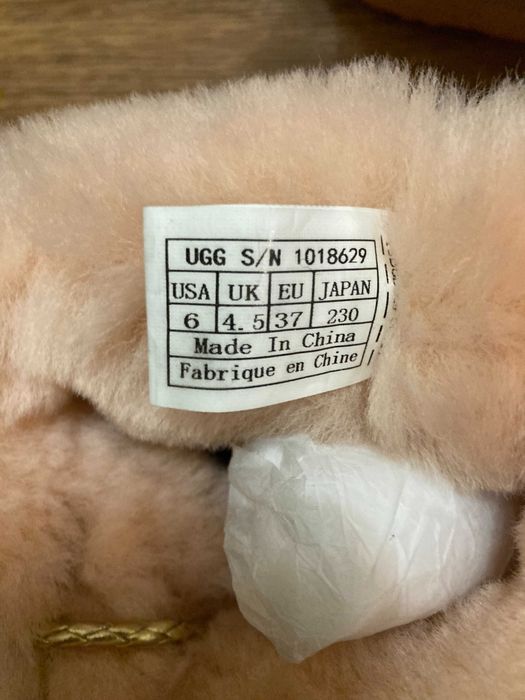 UGG S/N 1018629
USA UK EU JAPAN
6 4.5 37 230
Made In China
Fabrique en Chine